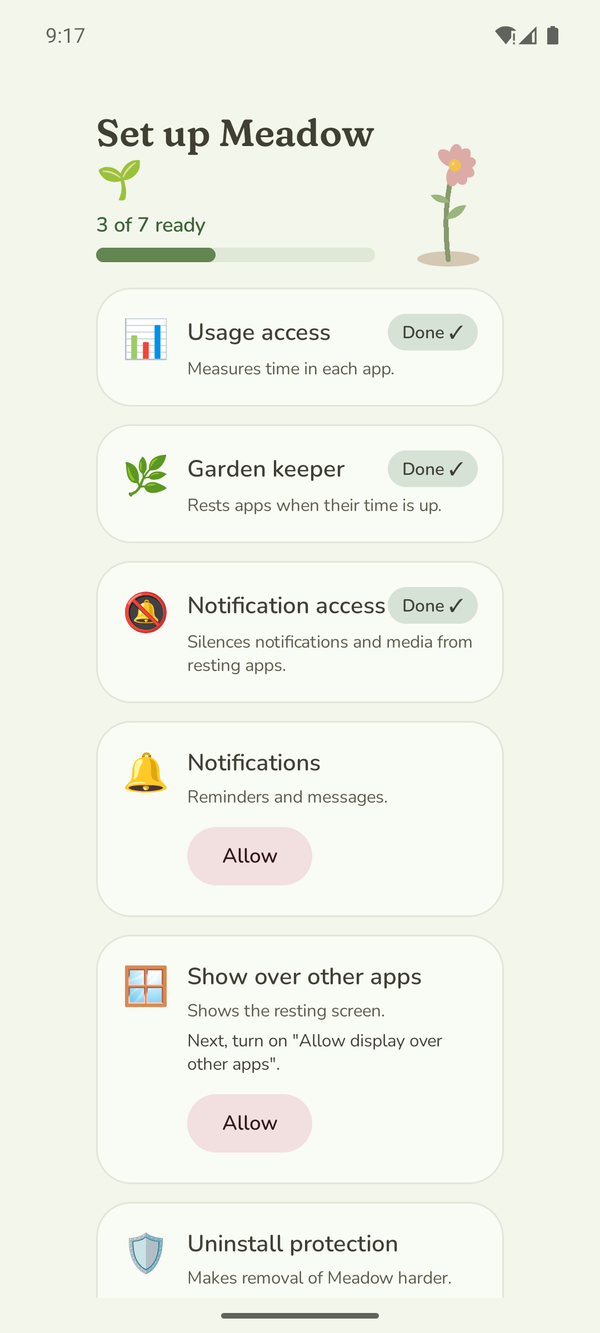 9:17
Set up Meadow
3 of 7 ready
Usage access
Done ✓
Measures time in each app.
Garden keeper
Done ✓
Rests apps when their time is up.
Notification access
Done ✓
Silences notifications and media from
resting apps.
Notifications
Reminders and messages.
Allow
Show over other apps
Shows the resting screen.
Next, turn on "Allow display over
other apps".
Allow
Uninstall protection
Makes removal of Meadow harder.